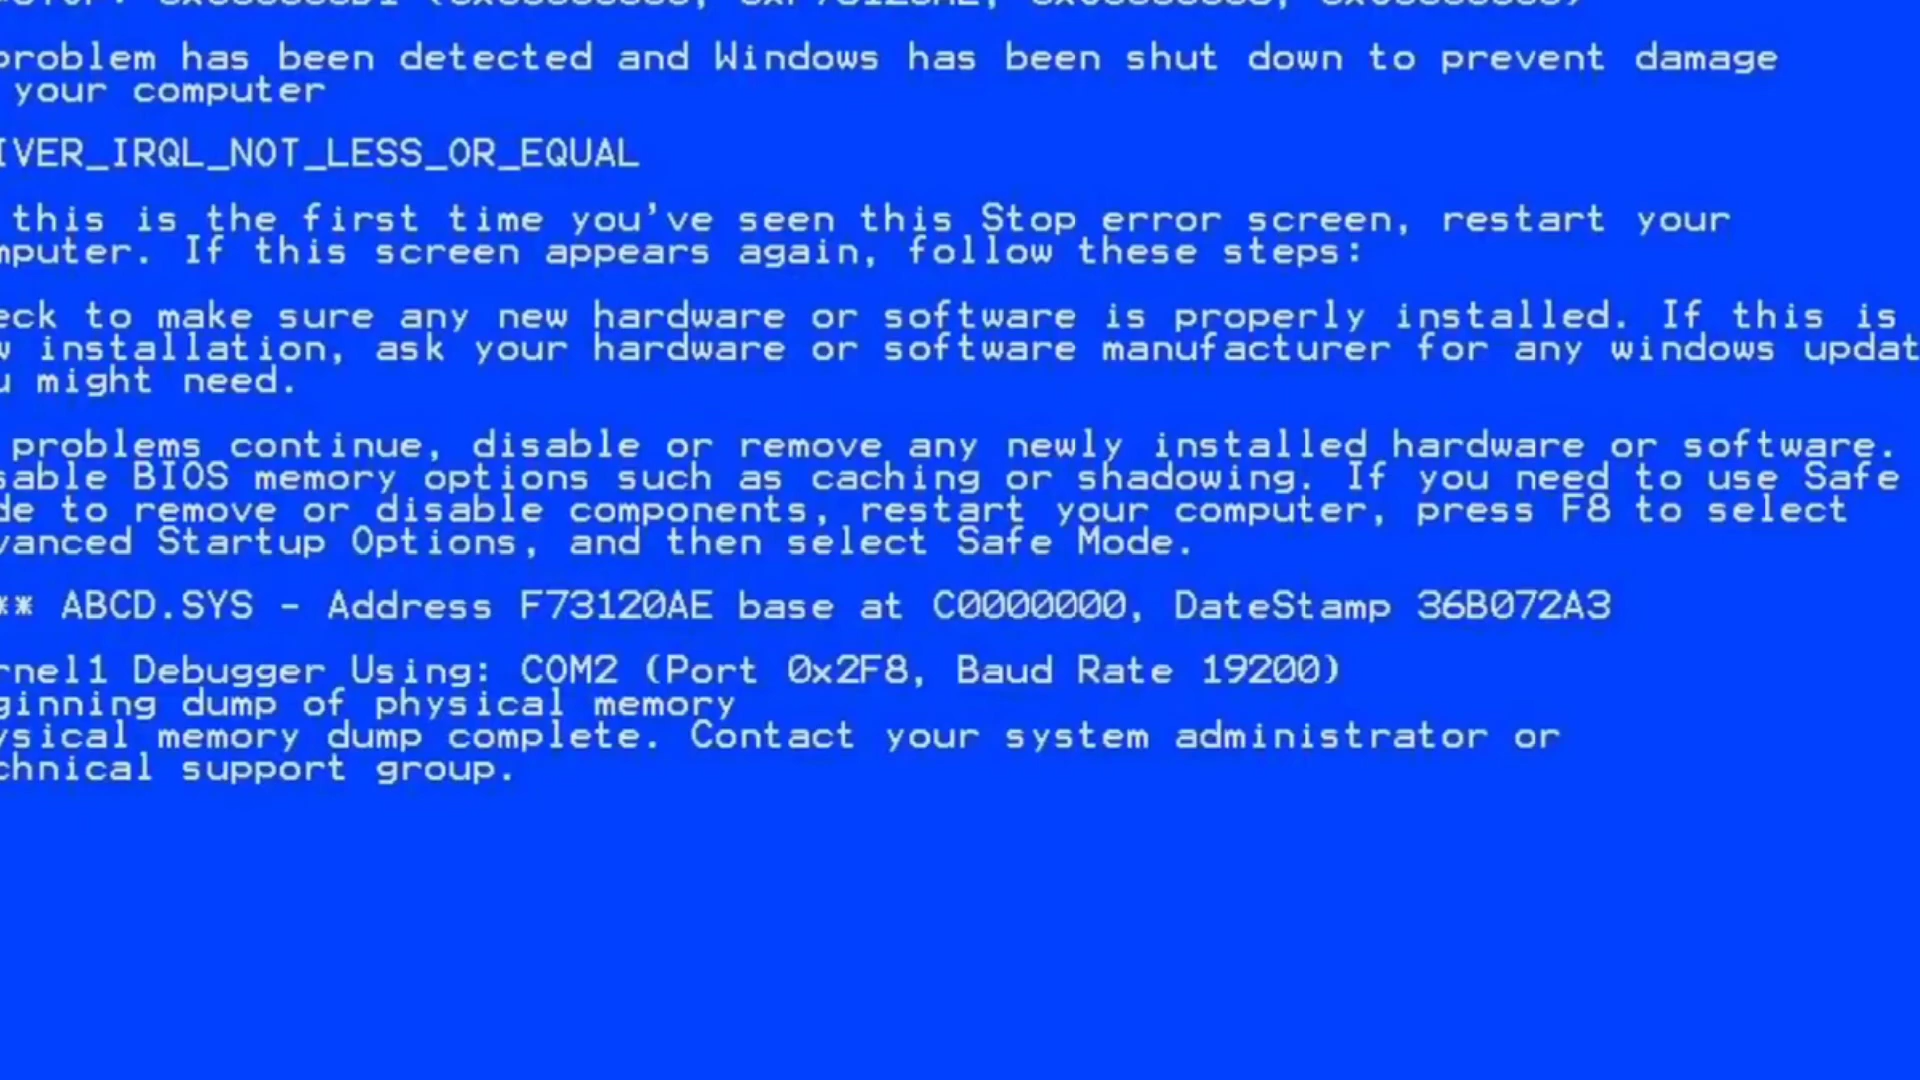 problem has been detected and Windows has been shut down to prevent damage
your computer
IVER_IRQL_NOT_LESS_OR_EQUAL
this is the first time you've seen this Stop error screen, restart your
mputer. If this screen appears again, follow these steps:
eck to make sure any new hardware or software is properly installed. If this is
w installation, ask your hardware or software manufacturer for any windows updat
u might need.
problems continue, disable or remove any newly installed hardware or software.
sable BIOS memory options such as caching or shadowing. If you need to use Safe
de to remove or disable components, restart your computer, press F8 to select
vanced Startup Options, and then select Safe Mode.
** ABCD.SYS - Address F73120AE base at C0000000, DateStamp 36B072A3
rnel1 Debugger Using: COM2 (Port 0x2F8, Baud Rate 19200)
ginning dump of physical memory
ysical memory dump complete. Contact your system administrator or
chnical support group.